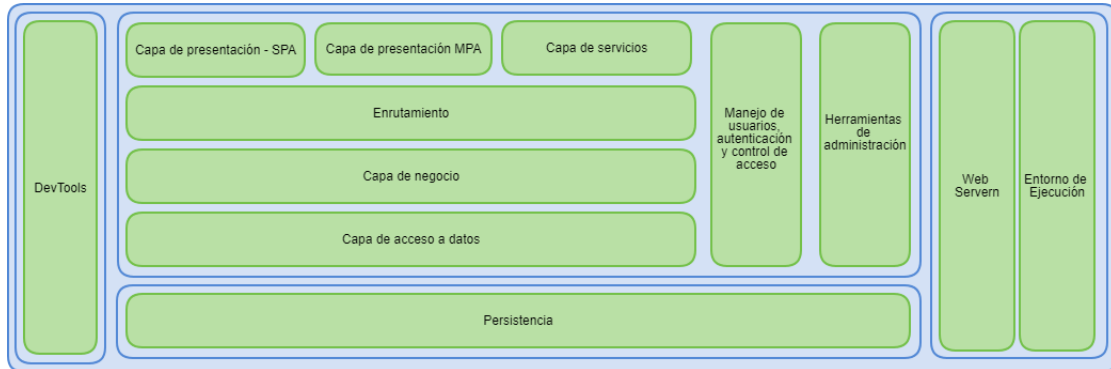 DevTools
Capa de presentación - SPA
Capa de presentación MPA
Capa de servicios
Enrutamiento
Capa de negocio
Capa de acceso a datos
Manejo de
usuarios,
autenticación
y control de
acceso
Herramientas
de
administración
Persistencia
Web
Servern
Entorno de
Ejecución